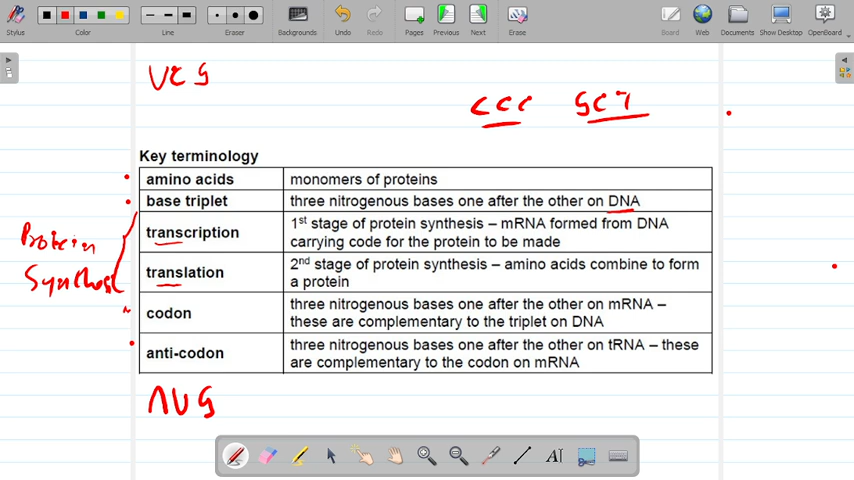 Stylus
Color
Line
Eraser
Backgrounds
Undo
Redo
Pages
Previous
Next
Erase
Board
Web
Documents
Show Desktop
OpenBoard
UCG
CCC GCT
Key terminology
amino acids monomers of proteins
base triplet three nitrogenous bases one after the other on DNA
transcription 1st stage of protein synthesis – mRNA formed from DNA
carrying code for the protein to be made
translation 2nd stage of protein synthesis – amino acids combine to form
a protein
codon three nitrogenous bases one after the other on mRNA –
these are complementary to the triplet on DNA
anti-codon three nitrogenous bases one after the other on tRNA – these
are complementary to the codon on mRNA
Protein
Synthesis
AUG